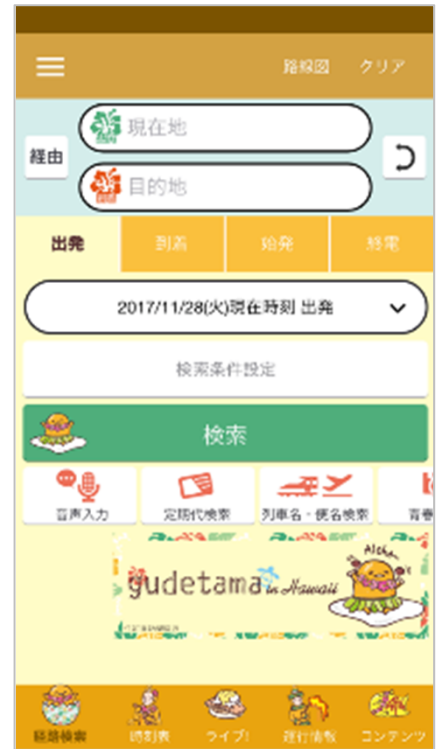 路線図 クリア
現在地
経由
目的地
出発 到着 始発 終電
2017/11/28(火)現在時刻 出発
検索条件設定
検索
音声入力 定期代検索 列車名・便名検索 青春
Aloha
gudetama in Hawaii
経路検索 時刻表 ライブ! 運行情報 コンテンツ